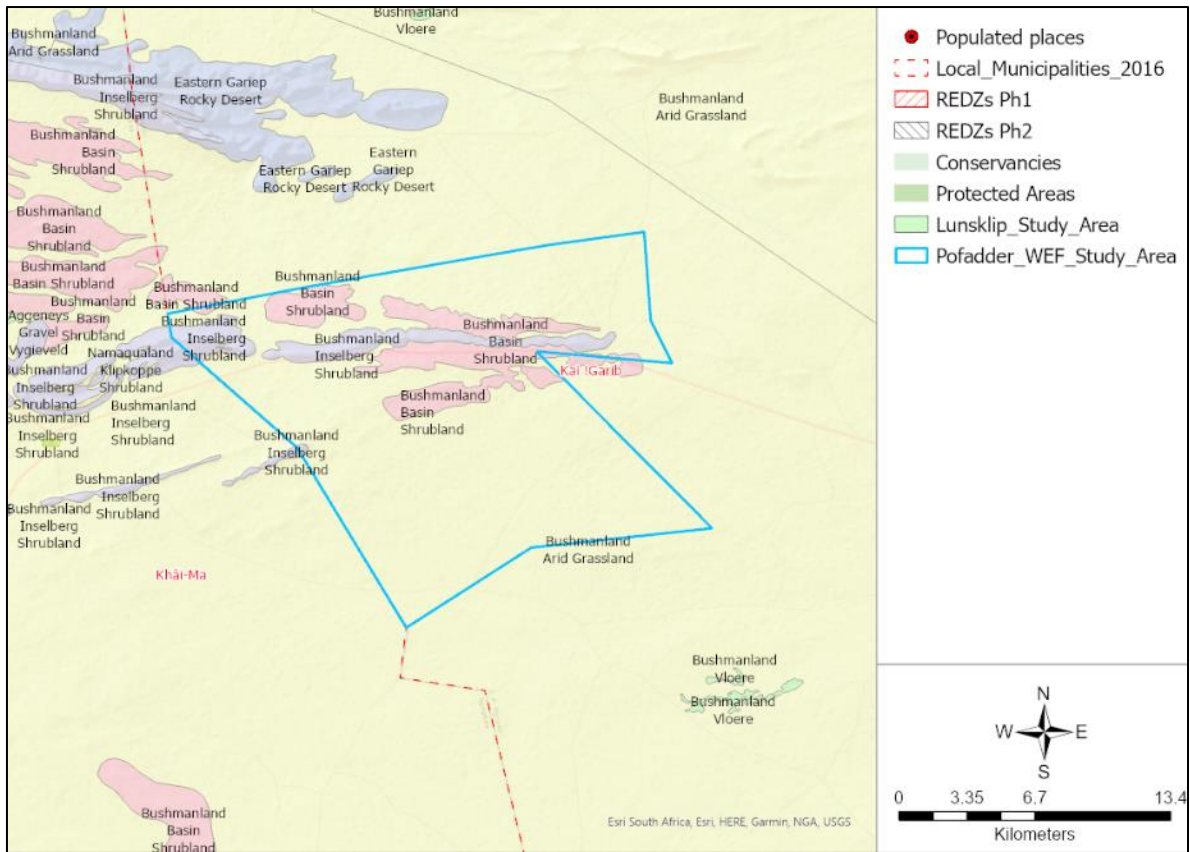 Bushmanland
Vloere
Bushmanland
Arid Grassland
Bushmanland
Inselberg
Shrubland
Eastern Gariep
Rocky Desert
Bushmanland
Arid Grassland
Bushmanland
Basin
Shrubland
Eastern Gariep
Rocky Desert
Eastern
Gariep
Rocky Desert
Bushmanland
Basin
Shrubland
Bushmanland
Basin Shrubland
Bushmanland
Basin Shrubland
Bushmanland
Basin
Shrubland
Bushmanland
Basin
Shrubland
Aggeneys
Gravel
Vygieveld
Bushmanland
Inselberg
Shrubland
Namaqualand
Klipkoppe
Shrubland
Bushmanland
Inselberg
Shrubland
Bushmanland
Basin
Shrubland
Bushmanland
Inselberg
Shrubland
Bushmanland
Inselberg
Shrubland
Kai !Garib
Bushmanland
Basin
Shrubland
Bushmanland
Inselberg
Shrubland
Bushmanland
Inselberg
Shrubland
Bushmanland
Inselberg
Shrubland
Bushmanland
Inselberg
Shrubland
Khâi-Ma
Bushmanland
Arid Grassland
Bushmanland
Vloere
Bushmanland
Vloere
Bushmanland
Basin
Shrubland
Esri South Africa, Esri, HERE, Garmin, NGA, USGS
Populated places
Local_Municipalities_2016
REDZs Ph1
REDZs Ph2
Conservancies
Protected Areas
Lunsklip_Study_Area
Pofadder_WEF_Study_Area
N
W E
S
0 3.35 6.7 13.4
Kilometers